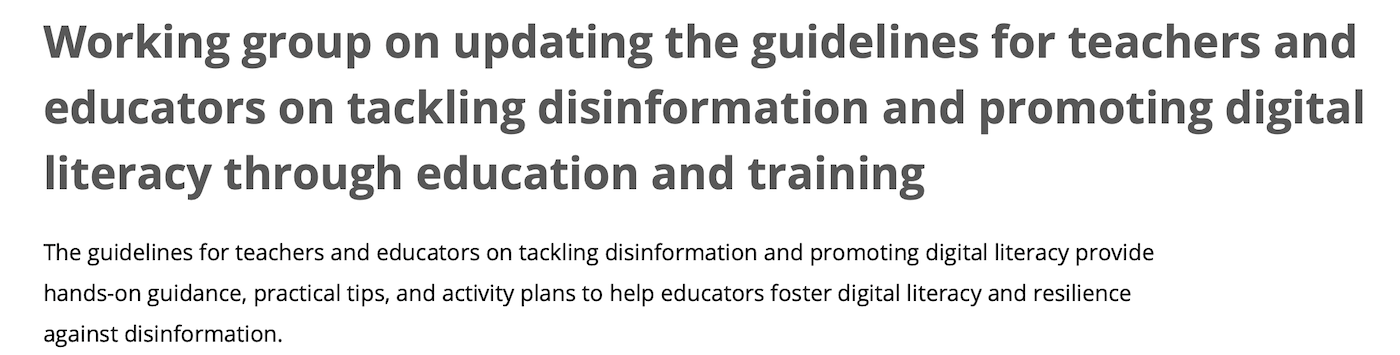 Working group on updating the guidelines for teachers and
educators on tackling disinformation and promoting digital
literacy through education and training
The guidelines for teachers and educators on tackling disinformation and promoting digital literacy provide
hands-on guidance, practical tips, and activity plans to help educators foster digital literacy and resilience
against disinformation.